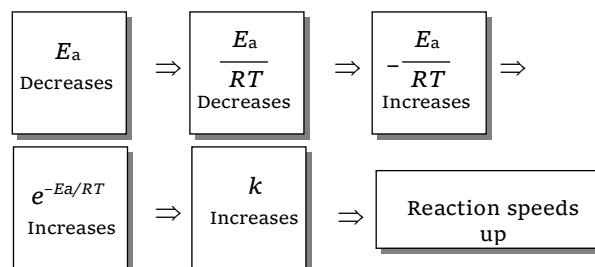 Ea ⇒ Ea/RT ⇒ -Ea/RT ⇒
Decreases Decreases Increases
e^–Ea/RT ⇒ k ⇒ Reaction speeds
Increases Increases up